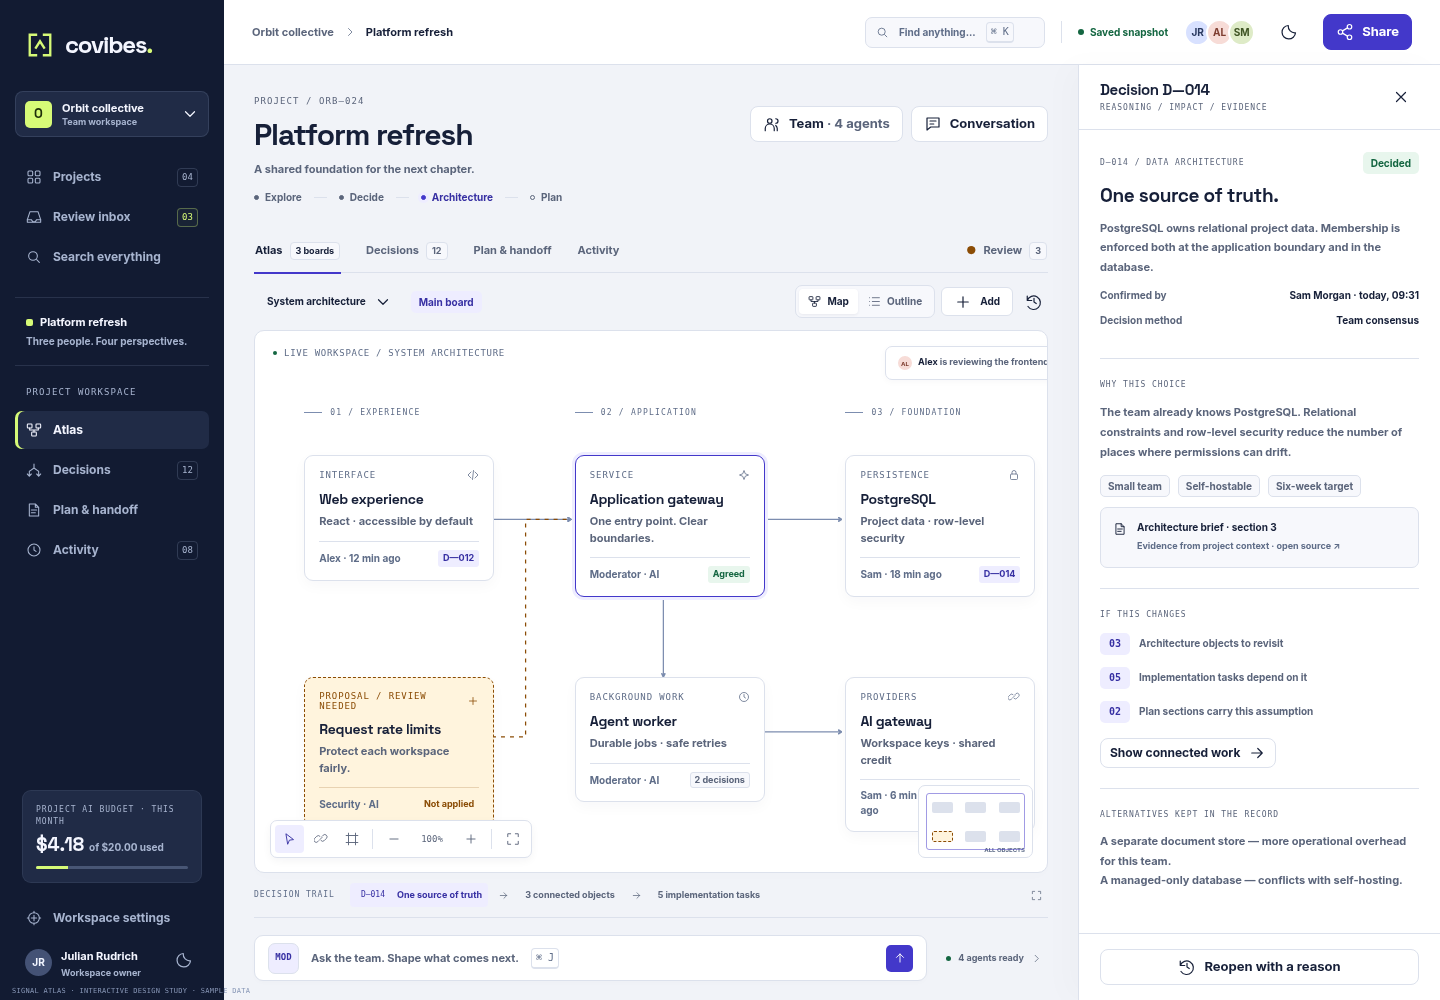 covibes.
O
Orbit collective
Team workspace
Projects 04
Review inbox 03
Search everything
Platform refresh
Three people. Four perspectives.
PROJECT WORKSPACE
Atlas
Decisions 12
Plan & handoff
Activity 08
PROJECT AI BUDGET · THIS
MONTH
$4.18 of $20.00 used
Workspace settings
JR
Julian Rudrich
Workspace owner
SIGNAL ATLAS · INTERACTIVE DESIGN STUDY · SAMPLE DATA
Orbit collective > Platform refresh
Find anything... ⌘ K
Saved snapshot
JR AL SM
Share
PROJECT / ORB—024
Platform refresh
A shared foundation for the next chapter.
Explore — Decide — Architecture — Plan
Team · 4 agents
Conversation
Atlas 3 boards Decisions 12 Plan & handoff Activity
Review 3
System architecture Main board
Map Outline Add
LIVE WORKSPACE / SYSTEM ARCHITECTURE
AL Alex is reviewing the frontend
01 / EXPERIENCE
02 / APPLICATION
03 / FOUNDATION
INTERFACE
Web experience
React · accessible by default
Alex · 12 min ago D—012
SERVICE
Application gateway
One entry point. Clear
boundaries.
Moderator · AI Agreed
PERSISTENCE
PostgreSQL
Project data · row-level
security
Sam · 18 min ago D—014
PROPOSAL / REVIEW
NEEDED
Request rate limits
Protect each workspace
fairly.
Security · AI Not applied
BACKGROUND WORK
Agent worker
Durable jobs · safe retries
Moderator · AI 2 decisions
PROVIDERS
AI gateway
Workspace keys · shared
credit
Sam · 6 min
ago
ALL OBJECTS
100%
DECISION TRAIL D—014 One source of truth → 3 connected objects → 5 implementation tasks
MOD Ask the team. Shape what comes next. ⌘ J
4 agents ready
Decision D—014
REASONING / IMPACT / EVIDENCE
D—014 / DATA ARCHITECTURE Decided
One source of truth.
PostgreSQL owns relational project data. Membership is
enforced both at the application boundary and in the
database.
Confirmed by Sam Morgan · today, 09:31
Decision method Team consensus
WHY THIS CHOICE
The team already knows PostgreSQL. Relational
constraints and row-level security reduce the number of
places where permissions can drift.
Small team Self-hostable Six-week target
Architecture brief · section 3
Evidence from project context · open source ↗
IF THIS CHANGES
03 Architecture objects to revisit
05 Implementation tasks depend on it
02 Plan sections carry this assumption
Show connected work →
ALTERNATIVES KEPT IN THE RECORD
A separate document store — more operational overhead
for this team.
A managed-only database — conflicts with self-hosting.
Reopen with a reason